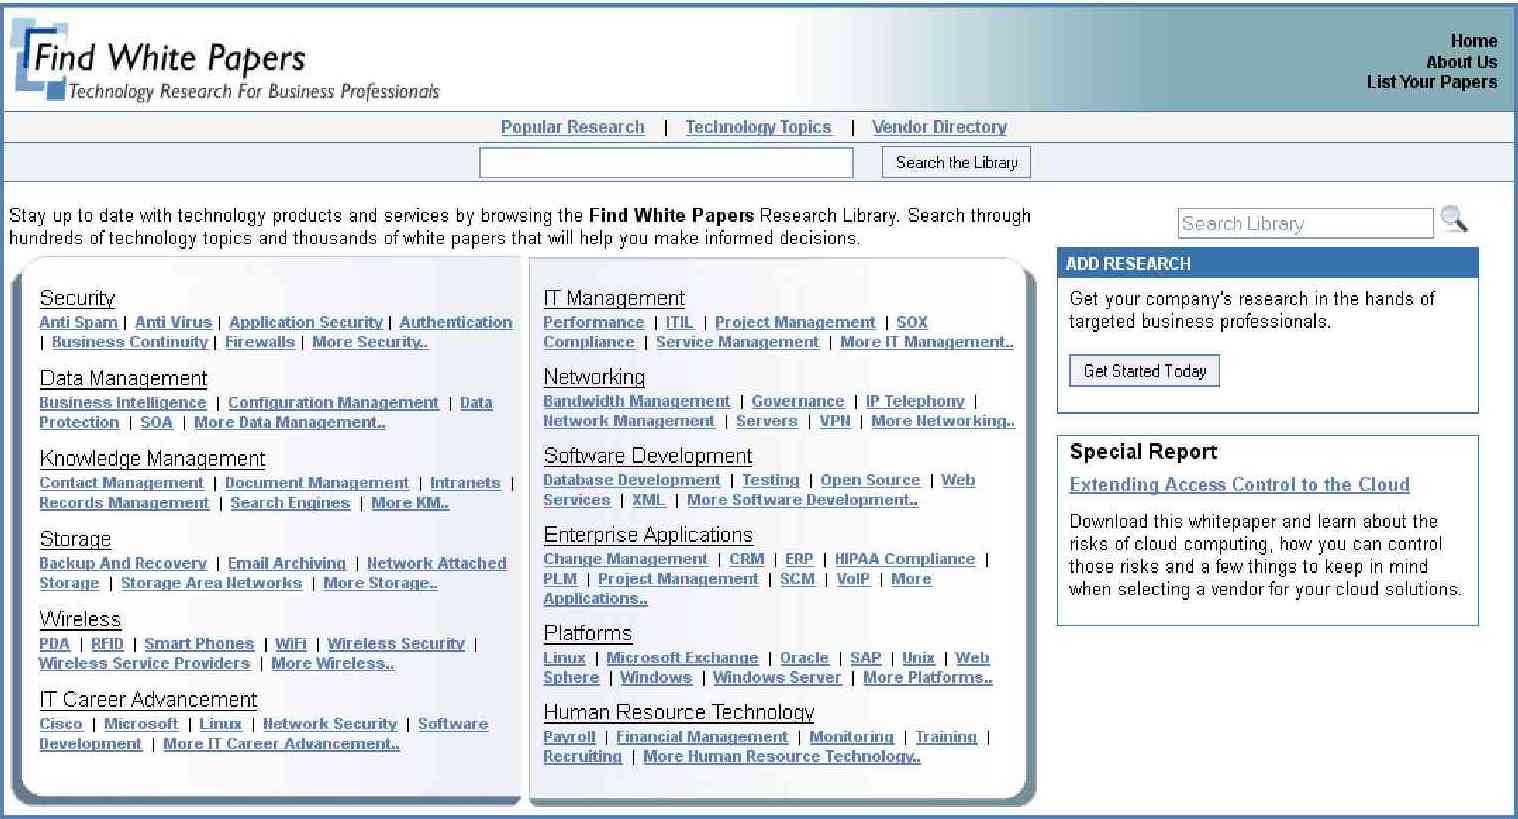 Find White Papers
Technology Research For Business Professionals
Home
About Us
List Your Papers
Popular Research | Technology Topics | Vendor Directory
Search the Library
Stay up to date with technology products and services by browsing the Find White Papers Research Library. Search through
hundreds of technology topics and thousands of white papers that will help you make informed decisions.
Security
Anti Spam | Anti Virus | Application Security | Authentication
| Business Continuity | Firewalls | More Security..
Data Management
Business Intelligence | Configuration Management | Data
Protection | SOA | More Data Management..
Knowledge Management
Contact Management | Document Management | Intranets |
Records Management | Search Engines | More KM..
Storage
Backup And Recovery | Email Archiving | Network Attached
Storage | Storage Area Networks | More Storage..
Wireless
PDA | RFID | Smart Phones | WiFi | Wireless Security |
Wireless Service Providers | More Wireless..
IT Career Advancement
Cisco | Microsoft | Linux | Network Security | Software
Development | More IT Career Advancement..
IT Management
Performance | ITIL | Project Management | SOX
Compliance | Service Management | More IT Management..
Networking
Bandwidth Management | Governance | IP Telephony |
Network Management | Servers | VPN | More Networking..
Software Development
Database Development | Testing | Open Source | Web
Services | XML | More Software Development..
Enterprise Applications
Change Management | CRM | ERP | HIPAA Compliance |
PLM | Project Management | SCM | VoIP | More
Applications..
Platforms
Linux | Microsoft Exchange | Oracle | SAP | Unix | Web
Sphere | Windows | Windows Server | More Platforms..
Human Resource Technology
Payroll | Financial Management | Monitoring | Training |
Recruiting | More Human Resource Technology..
Search Library
ADD RESEARCH
Get your company's research in the hands of
targeted business professionals.
Get Started Today
Special Report
Extending Access Control to the Cloud
Download this whitepaper and learn about the
risks of cloud computing, how you can control
those risks and a few things to keep in mind
when selecting a vendor for your cloud solutions.